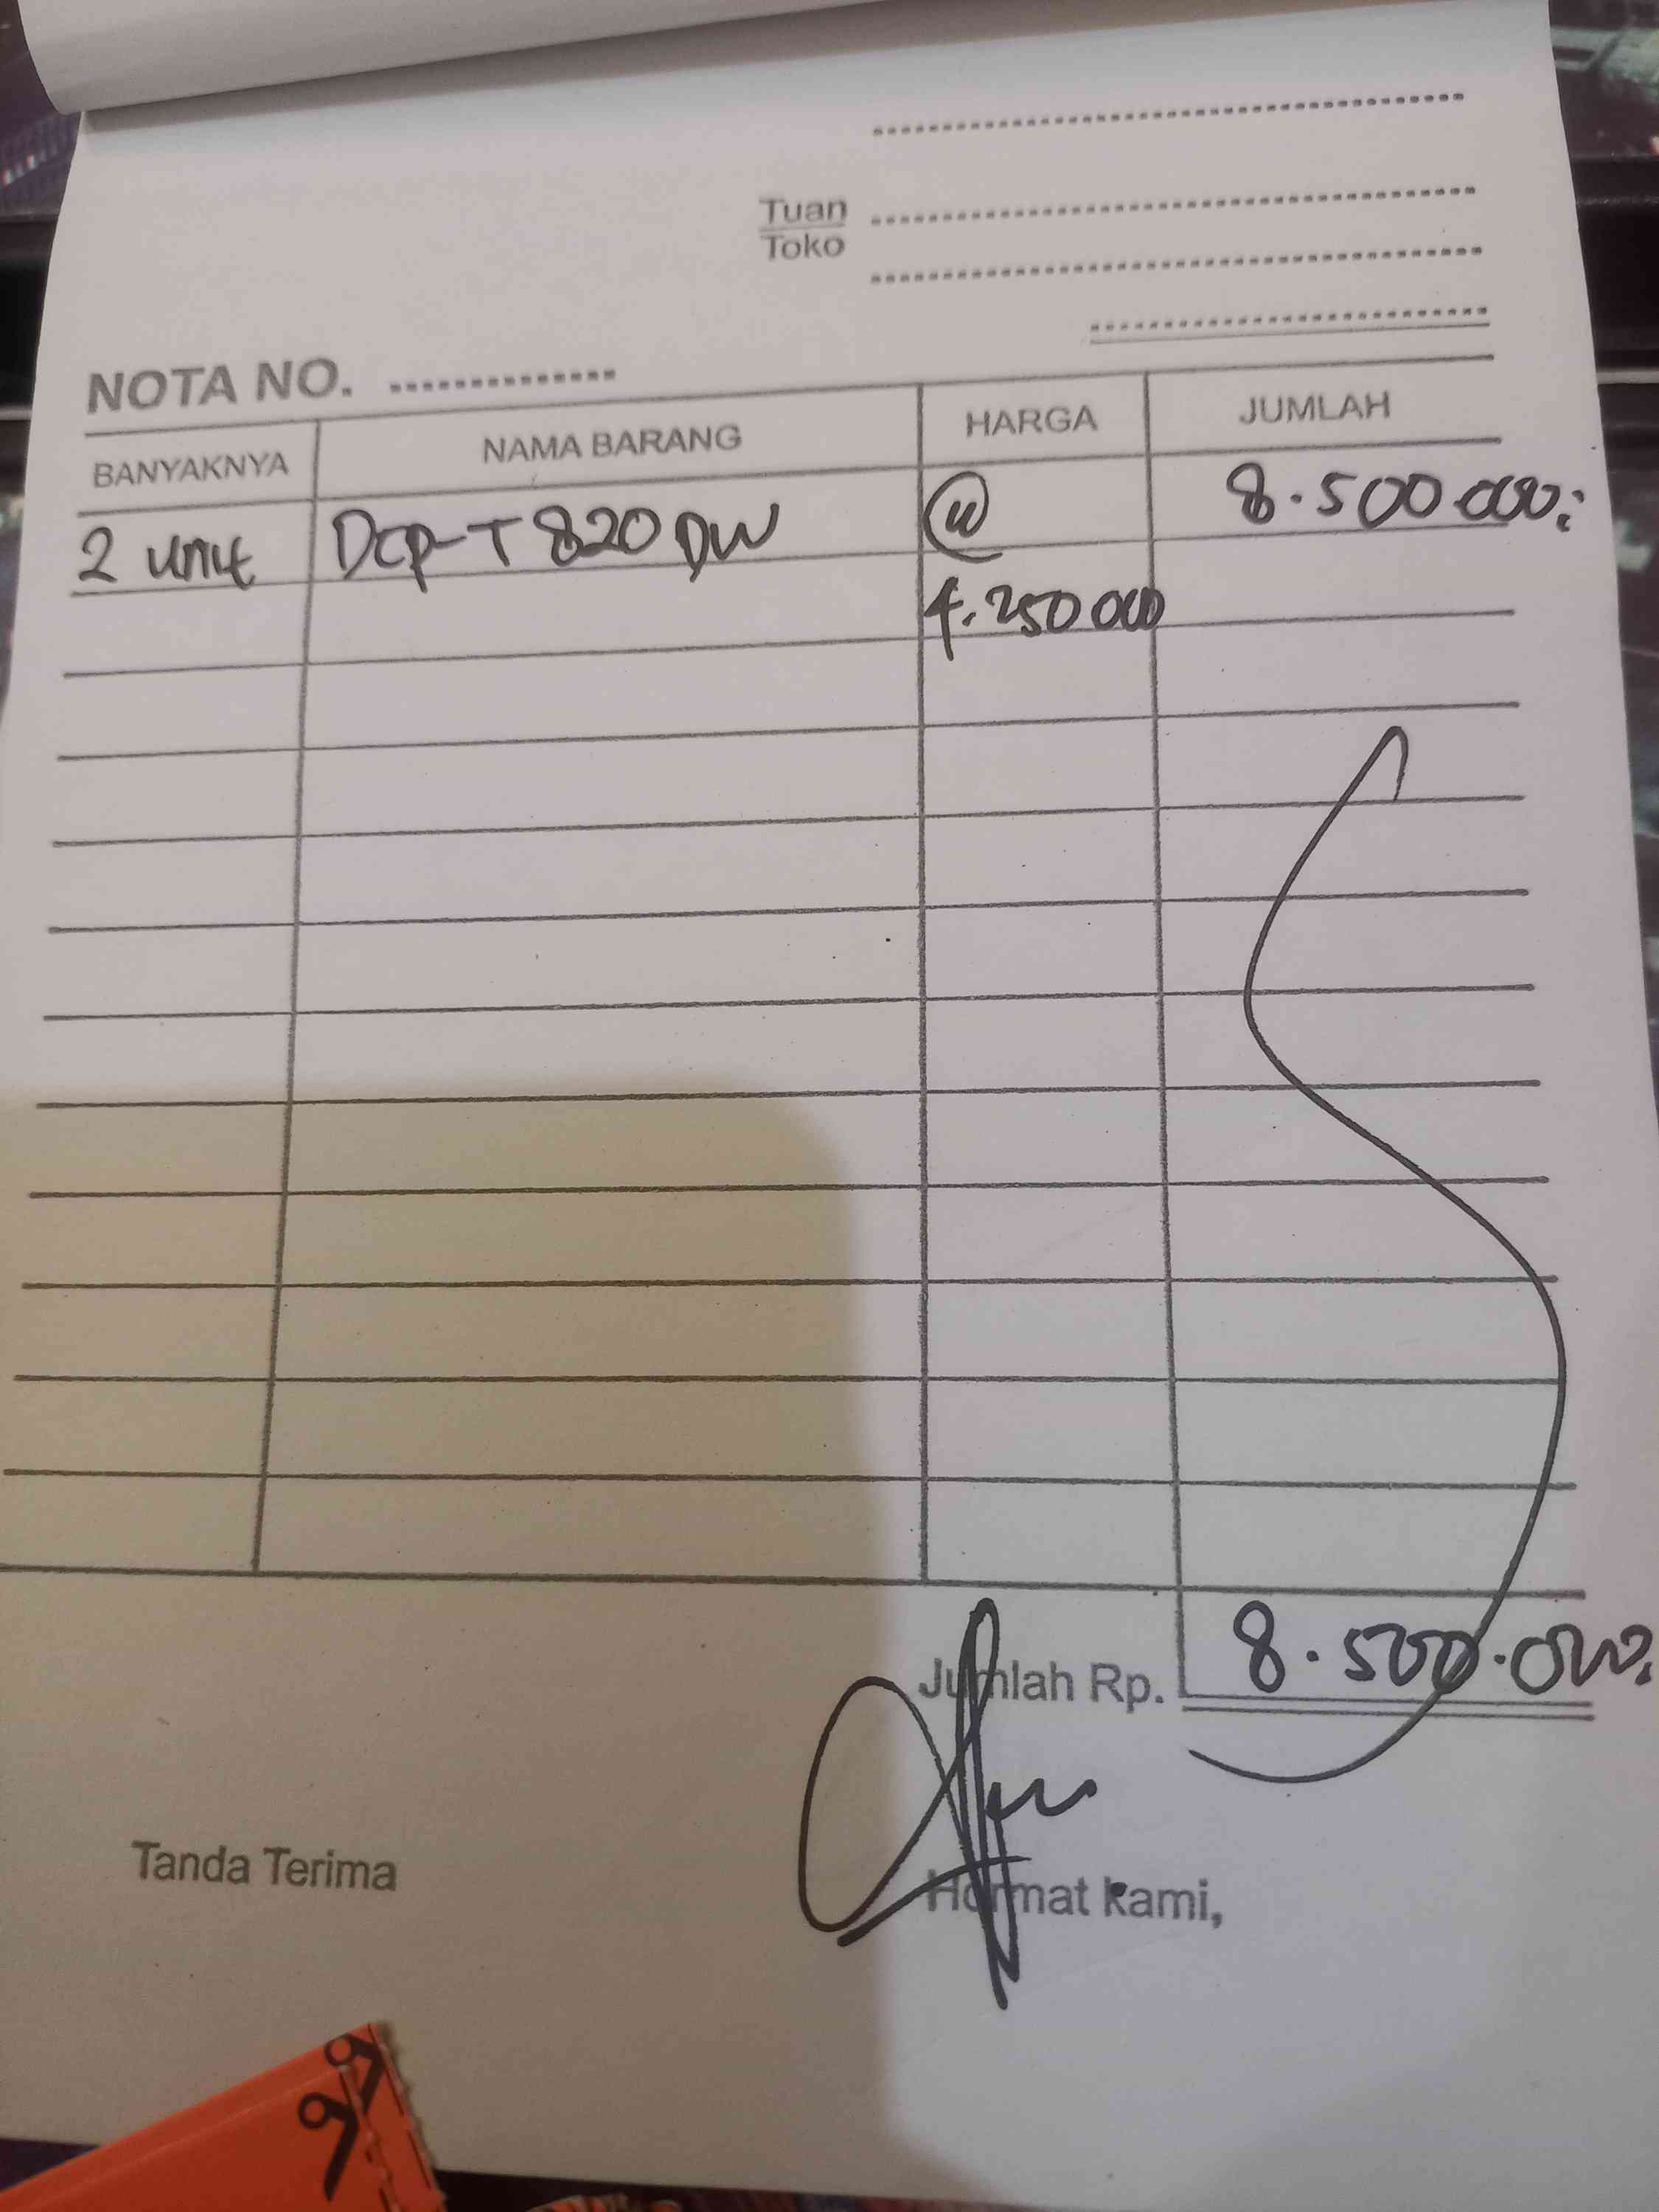 Tuan
Toko
NOTA NO. ..............
BANYAKNYA NAMA BARANG HARGA JUMLAH
2 unit DCP-T820DW @ 8.500.000:
4.250 000
Jumlah Rp. 8.500.000:
Tanda Terima Hormat kami,